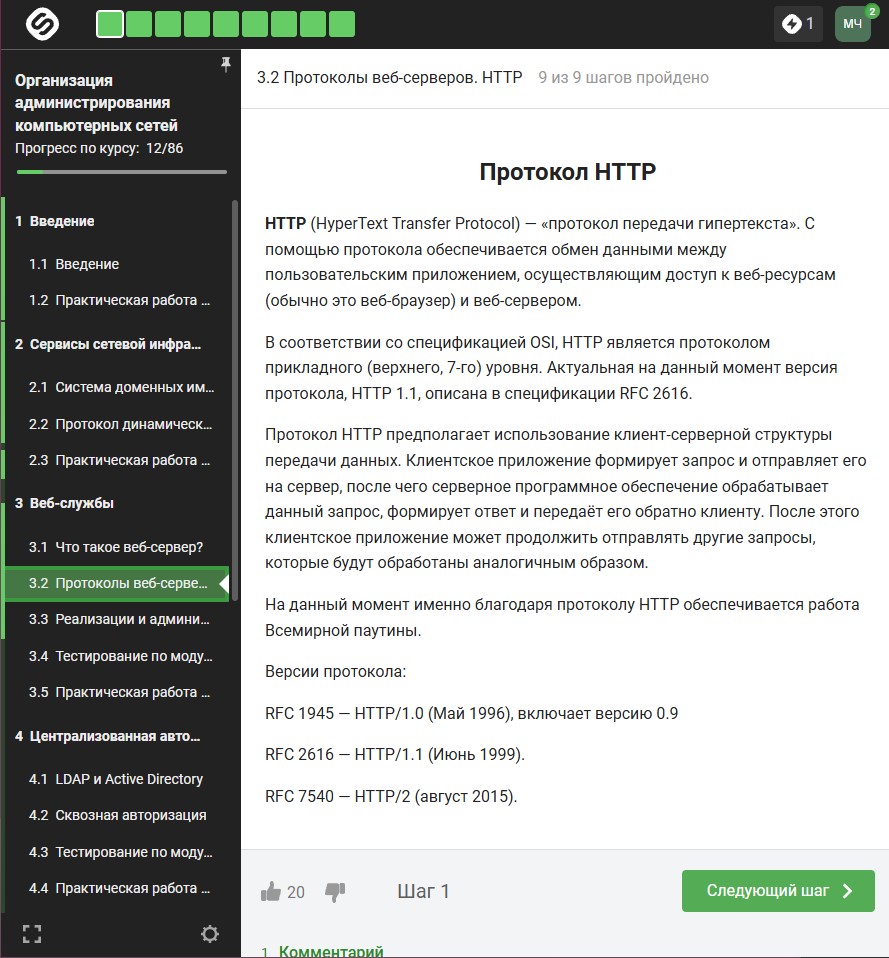 1
МЧ
2
Организация
администрирования
компьютерных сетей
Прогресс по курсу: 12/86
1 Введение
1.1 Введение
1.2 Практическая работа ...
2 Сервисы сетевой инфра...
2.1 Система доменных им...
2.2 Протокол динамическ...
2.3 Практическая работа ...
3 Веб-службы
3.1 Что такое веб-сервер?
3.2 Протоколы веб-серве...
3.3 Реализации и админи...
3.4 Тестирование по моду...
3.5 Практическая работа ...
4 Централизованная авто...
4.1 LDAP и Active Directory
4.2 Сквозная авторизация
4.3 Тестирование по моду...
4.4 Практическая работа ...
3.2 Протоколы веб-серверов. HTTP 9 из 9 шагов пройдено
Протокол HTTP
HTTP (HyperText Transfer Protocol) — «протокол передачи гипертекста». С
помощью протокола обеспечивается обмен данными между
пользовательским приложением, осуществляющим доступ к веб-ресурсам
(обычно это веб-браузер) и веб-сервером.
В соответствии со спецификацией OSI, HTTP является протоколом
прикладного (верхнего, 7-го) уровня. Актуальная на данный момент версия
протокола, HTTP 1.1, описана в спецификации RFC 2616.
Протокол HTTP предполагает использование клиент-серверной структуры
передачи данных. Клиентское приложение формирует запрос и отправляет его
на сервер, после чего серверное программное обеспечение обрабатывает
данный запрос, формирует ответ и передаёт его обратно клиенту. После этого
клиентское приложение может продолжить отправлять другие запросы,
которые будут обработаны аналогичным образом.
На данный момент именно благодаря протоколу HTTP обеспечивается работа
Всемирной паутины.
Версии протокола:
RFC 1945 — HTTP/1.0 (Май 1996), включает версию 0.9
RFC 2616 — HTTP/1.1 (Июнь 1999).
RFC 7540 — HTTP/2 (август 2015).
20
Шаг 1
Следующий шаг
1 Комментарий